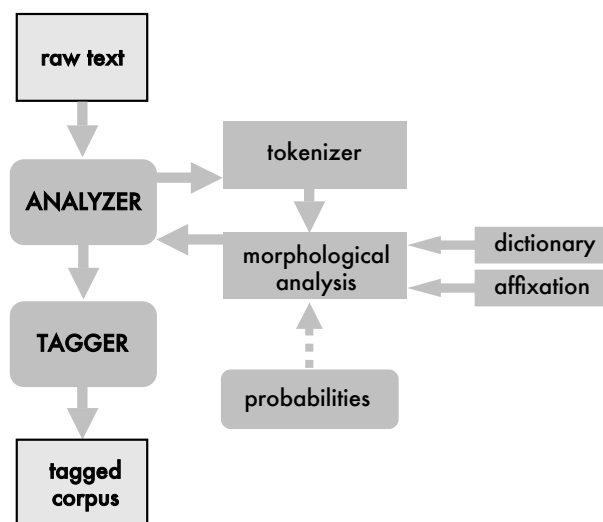 raw text
tokenizer
ANALYZER
morphological
analysis
dictionary
affixation
TAGGER
probabilities
tagged
corpus